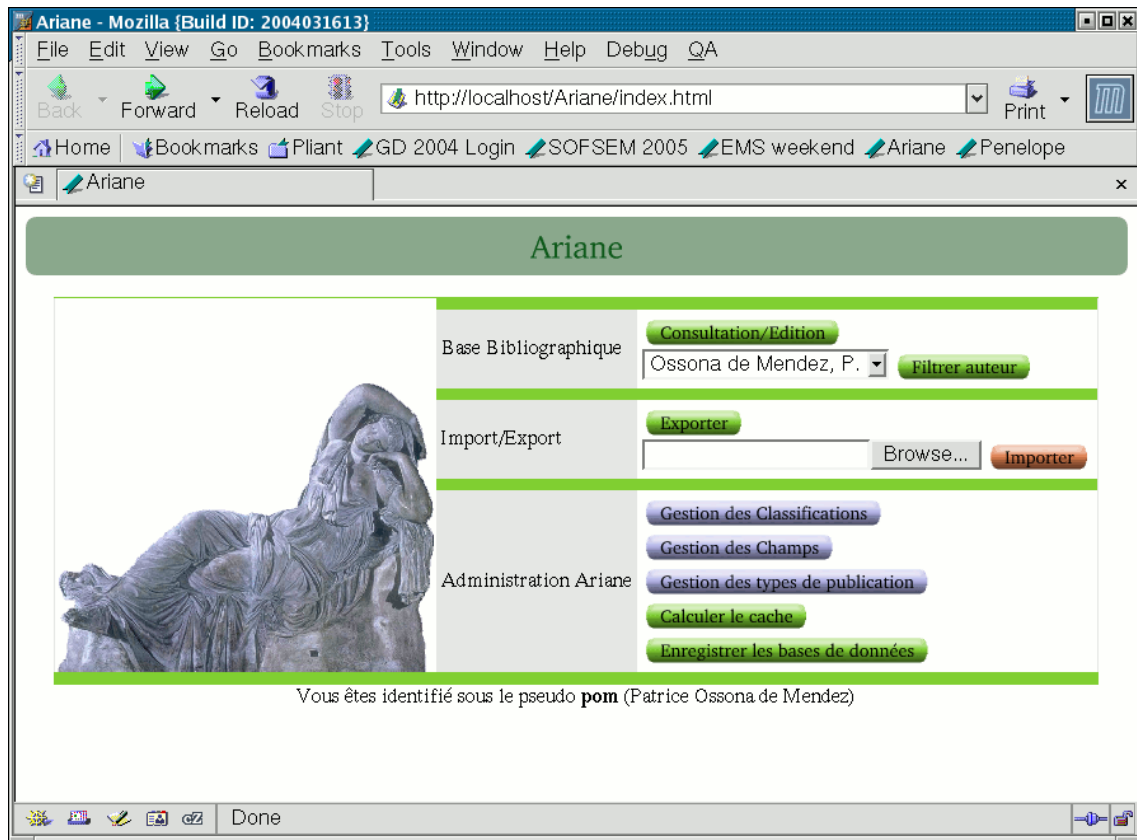 Ariane - Mozilla {Build ID: 2004031613}
File Edit View Go Bookmarks Tools Window Help Debug QA
Back Forward Reload Stop http://localhost/Ariane/index.html Print
Home Bookmarks Pliant GD 2004 Login SOFSEM 2005 EMS weekend Ariane Penelope
Ariane
Ariane
Base Bibliographique
Consultation/Edition
Ossona de Mendez, P. Filtrer auteur
Import/Export
Exporter
Browse... Importer
Administration Ariane
Gestion des Classifications
Gestion des Champs
Gestion des types de publication
Calculer le cache
Enregistrer les bases de données
Vous êtes identifié sous le pseudo pom (Patrice Ossona de Mendez)
Done